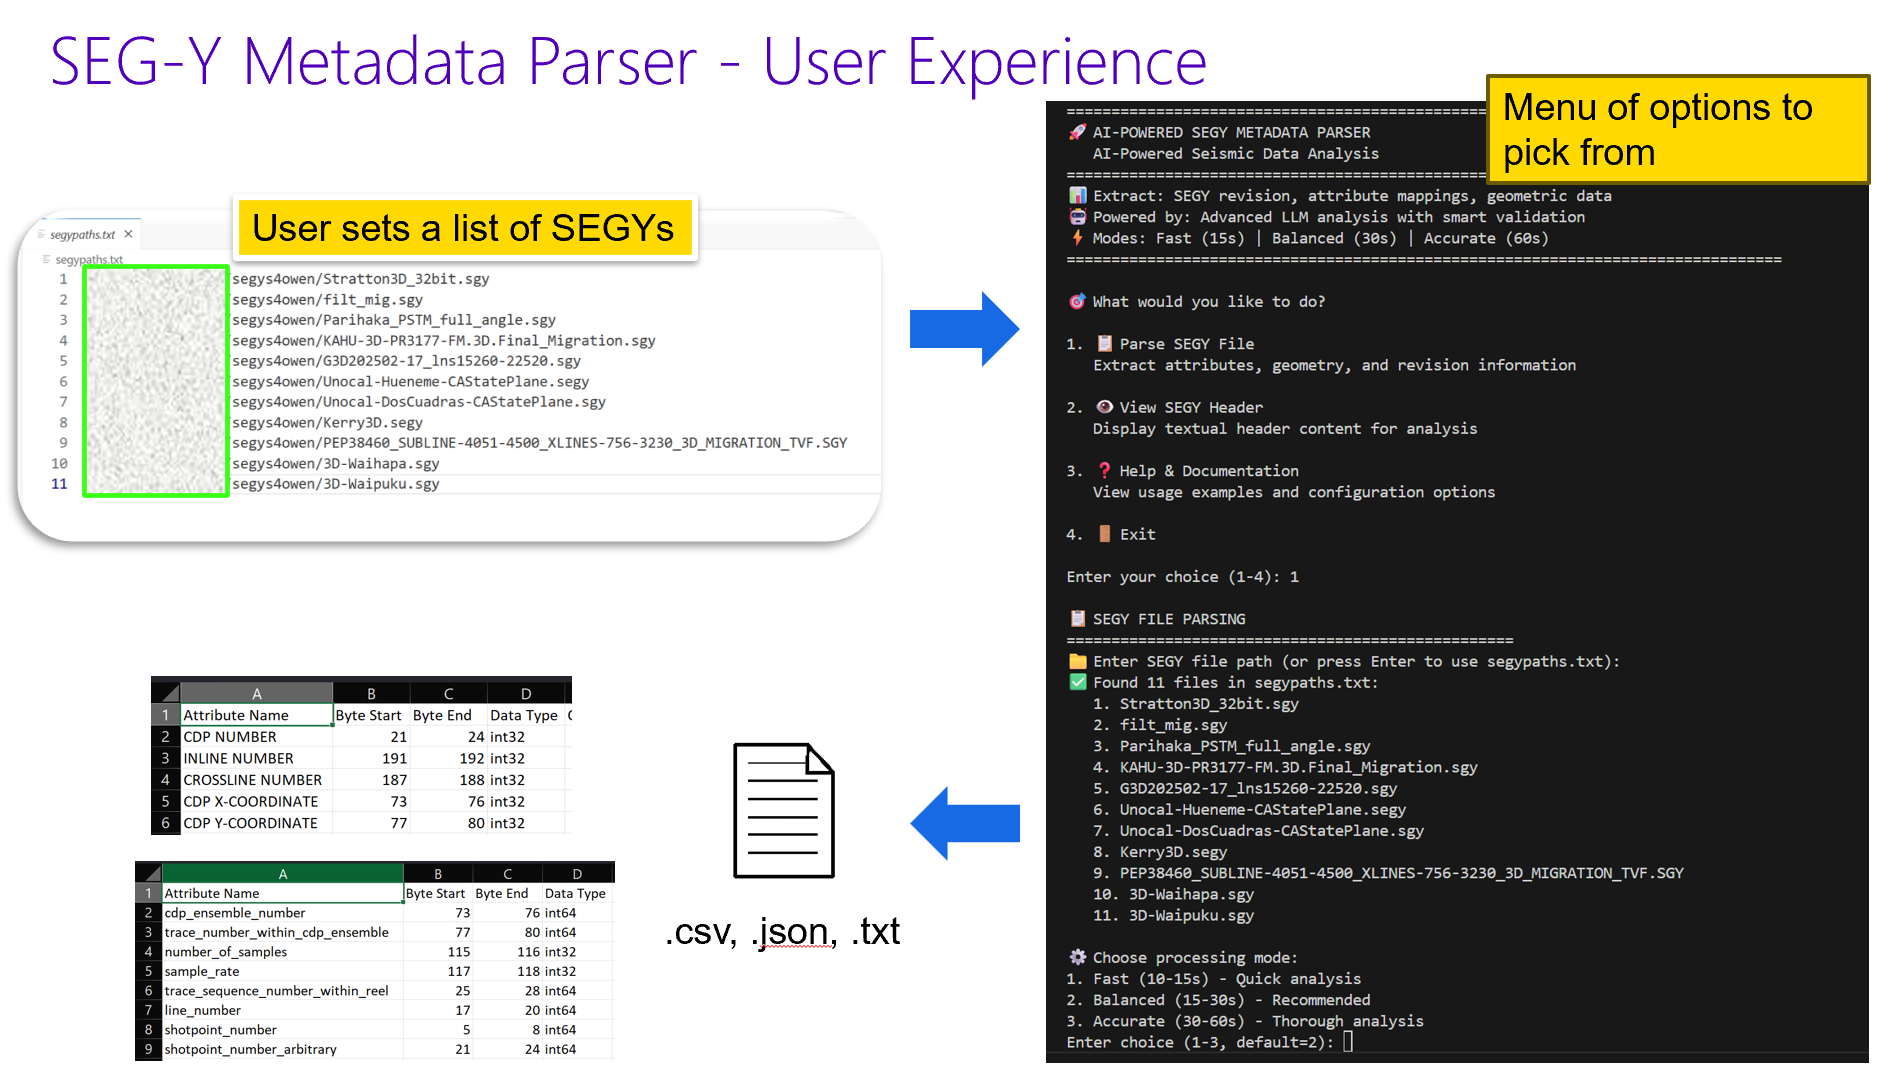 SEG-Y Metadata Parser - User Experience
User sets a list of SEGYs
segypaths.txt ×
segypaths.txt
1 /segys4owen/Stratton3D_32bit.sgy
2 /segys4owen/filt_mig.sgy
3 /segys4owen/Parihaka_PSTM_full_angle.sgy
4 /segys4owen/KAHU-3D-PR3177-FM.3D.Final_Migration.sgy
5 /segys4owen/G3D202502-17_lns15260-22520.sgy
6 /segys4owen/Unocal-Hueneme-CAStatePlane.segy
7 /segys4owen/Unocal-DosCuadras-CAStatePlane.sgy
8 /segys4owen/Kerry3D.segy
9 /segys4owen/PEP38460_SUBLINE-4051-4500_XLINES-756-3230_3D_MIGRATION_TVF.SGY
10 /segys4owen/3D-Waihapa.sgy
11 /segys4owen/3D-Waipuku.sgy
Menu of options to
pick from
🚀 AI-POWERED SEGY METADATA PARSER
AI-Powered Seismic Data Analysis
📊 Extract: SEGY revision, attribute mappings, geometric data
🤖 Powered by: Advanced LLM analysis with smart validation
⚡ Modes: Fast (15s) | Balanced (30s) | Accurate (60s)
🎯 What would you like to do?
1. 📋 Parse SEGY File
Extract attributes, geometry, and revision information
2. 👁 View SEGY Header
Display textual header content for analysis
3. ❓ Help & Documentation
View usage examples and configuration options
4. 🚪 Exit
Enter your choice (1-4): 1
📋 SEGY FILE PARSING
📁 Enter SEGY file path (or press Enter to use segypaths.txt):
✅ Found 11 files in segypaths.txt:
1. Stratton3D_32bit.sgy
2. filt_mig.sgy
3. Parihaka_PSTM_full_angle.sgy
4. KAHU-3D-PR3177-FM.3D.Final_Migration.sgy
5. G3D202502-17_lns15260-22520.sgy
6. Unocal-Hueneme-CAStatePlane.segy
7. Unocal-DosCuadras-CAStatePlane.sgy
8. Kerry3D.segy
9. PEP38460_SUBLINE-4051-4500_XLINES-756-3230_3D_MIGRATION_TVF.SGY
10. 3D-Waihapa.sgy
11. 3D-Waipuku.sgy
⚙ Choose processing mode:
1. Fast (10-15s) - Quick analysis
2. Balanced (15-30s) - Recommended
3. Accurate (30-60s) - Thorough analysis
Enter choice (1-3, default=2):
.csv, .json, .txt
A B C D
1 Attribute Name Byte Start Byte End Data Type
2 CDP NUMBER 21 24 int32
3 INLINE NUMBER 191 192 int32
4 CROSSLINE NUMBER 187 188 int32
5 CDP X-COORDINATE 73 76 int32
6 CDP Y-COORDINATE 77 80 int32
A B C D
1 Attribute Name Byte Start Byte End Data Type
2 cdp_ensemble_number 73 76 int64
3 trace_number_within_cdp_ensemble 77 80 int64
4 number_of_samples 115 116 int32
5 sample_rate 117 118 int32
6 trace_sequence_number_within_reel 25 28 int64
7 line_number 17 20 int64
8 shotpoint_number 5 8 int64
9 shotpoint_number_arbitrary 21 24 int64